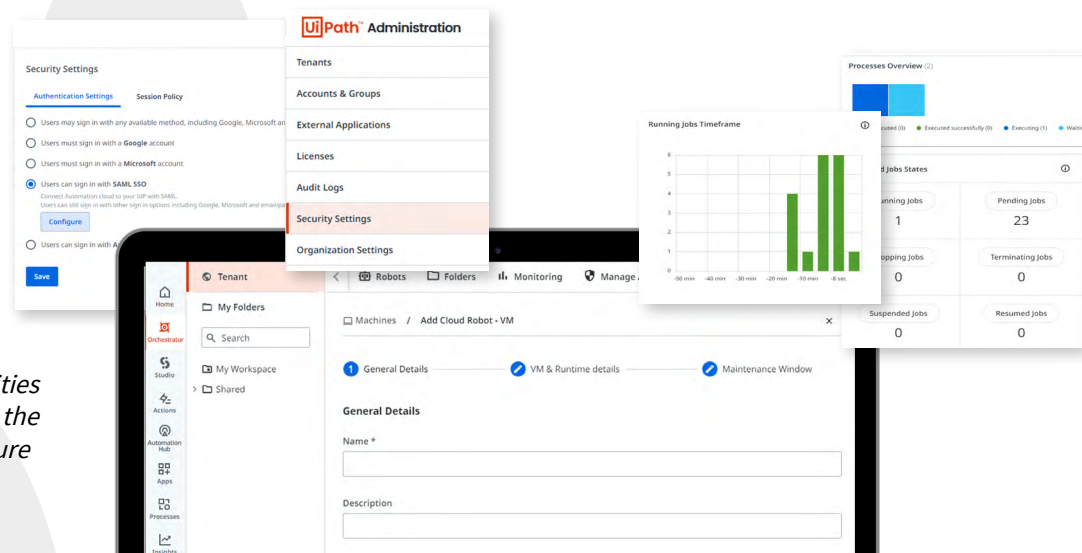 Security Settings
Authentication Settings Session Policy
Users may sign in with any available method, including Google, Microsoft
Users must sign in with a Google account
Users must sign in with a Microsoft account
Users can sign in with SAML SSO
Connect Automation cloud to your IdP with SAML.
Users can still sign in with other sign in options including Google, Microsoft and
Configure
Users can sign in with
Save
UiPath™ Administration
Tenants
Accounts & Groups
External Applications
Licenses
Audit Logs
Security Settings
Organization Settings
Running Jobs Timeframe
6
5
4
3
2
1
0
-50 min -40 min -30 min -20 min -10 min -8 sec
Processes Overview (2)
Executed successfully (0) Executing (1)
Jobs States
Jobs
1
Pending Jobs
23
Jobs
0
Terminating Jobs
0
Suspended Jobs
0
Resumed Jobs
0
Home
Orchestrator
Studio
Actions
Automation
Hub
Apps
Processes
Insights
Tenant
My Folders
Search
My Workspace
Shared
Robots Folders Monitoring Manage
Machines / Add Cloud Robot - VM
1 General Details VM & Runtime details Maintenance Window
General Details
Name *
Description
ities
the
ure